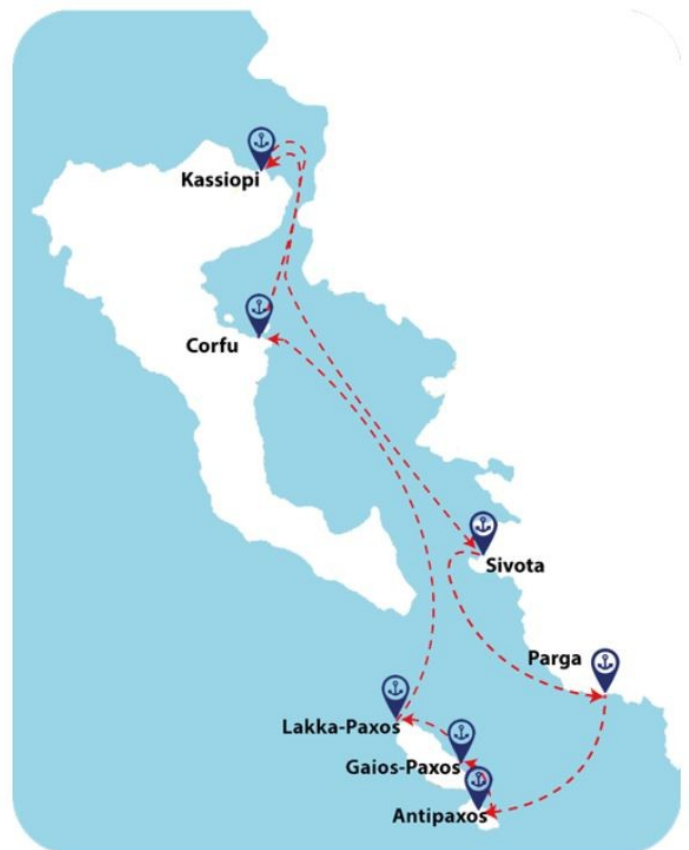 Kassiopi
Corfu
Sivota
Parga
Lakka-Paxos
Gaios-Paxos
Antipaxos